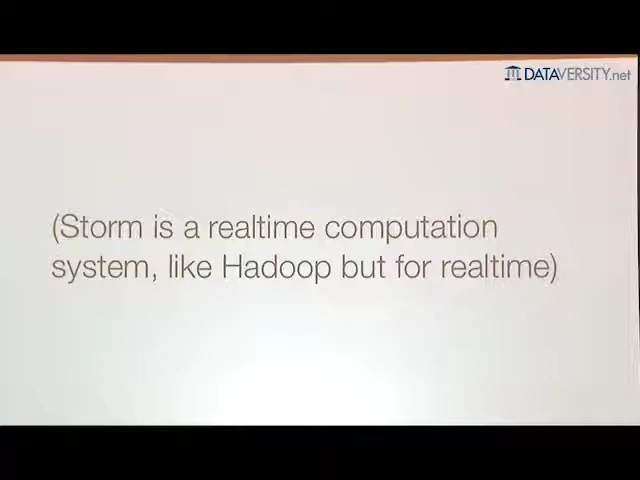 DATAVERSITY.net
(Storm is a realtime computation
system, like Hadoop but for realtime)